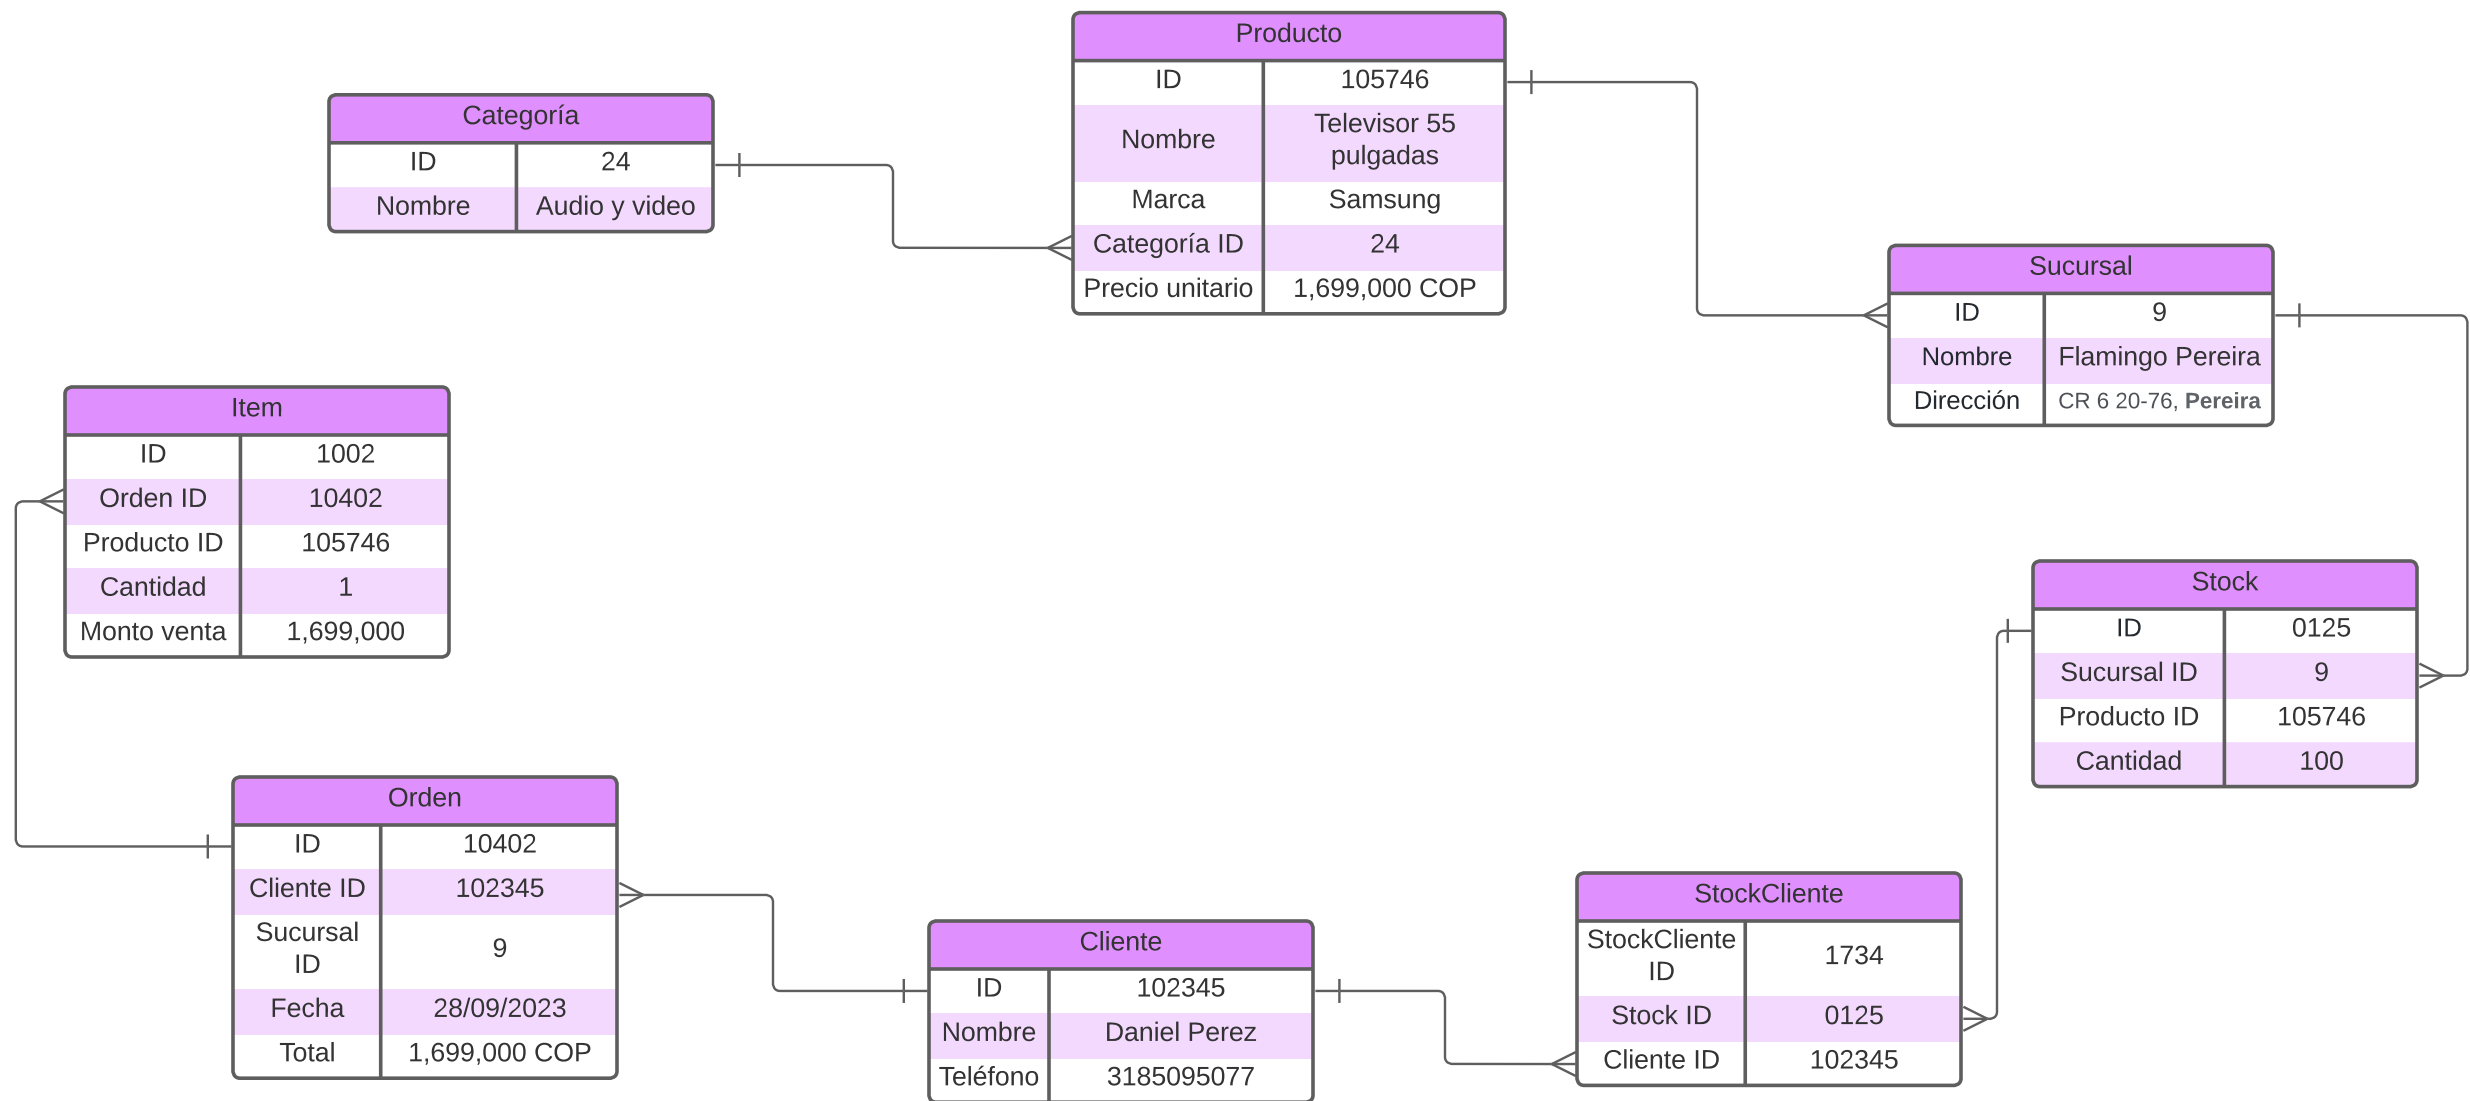 Producto
ID 105746
Nombre Televisor 55
pulgadas
Marca Samsung
Categoría ID 24
Precio unitario 1,699,000 COP
Categoría
ID 24
Nombre Audio y video
Sucursal
ID 9
Nombre Flamingo Pereira
Dirección CR 6 20-76, Pereira
Item
ID 1002
Orden ID 10402
Producto ID 105746
Cantidad 1
Monto venta 1,699,000
Stock
ID 0125
Sucursal ID 9
Producto ID 105746
Cantidad 100
Orden
ID 10402
Cliente ID 102345
Sucursal
ID 9
Fecha 28/09/2023
Total 1,699,000 COP
Cliente
ID 102345
Nombre Daniel Perez
Teléfono 3185095077
StockCliente
StockCliente
ID 1734
Stock ID 0125
Cliente ID 102345